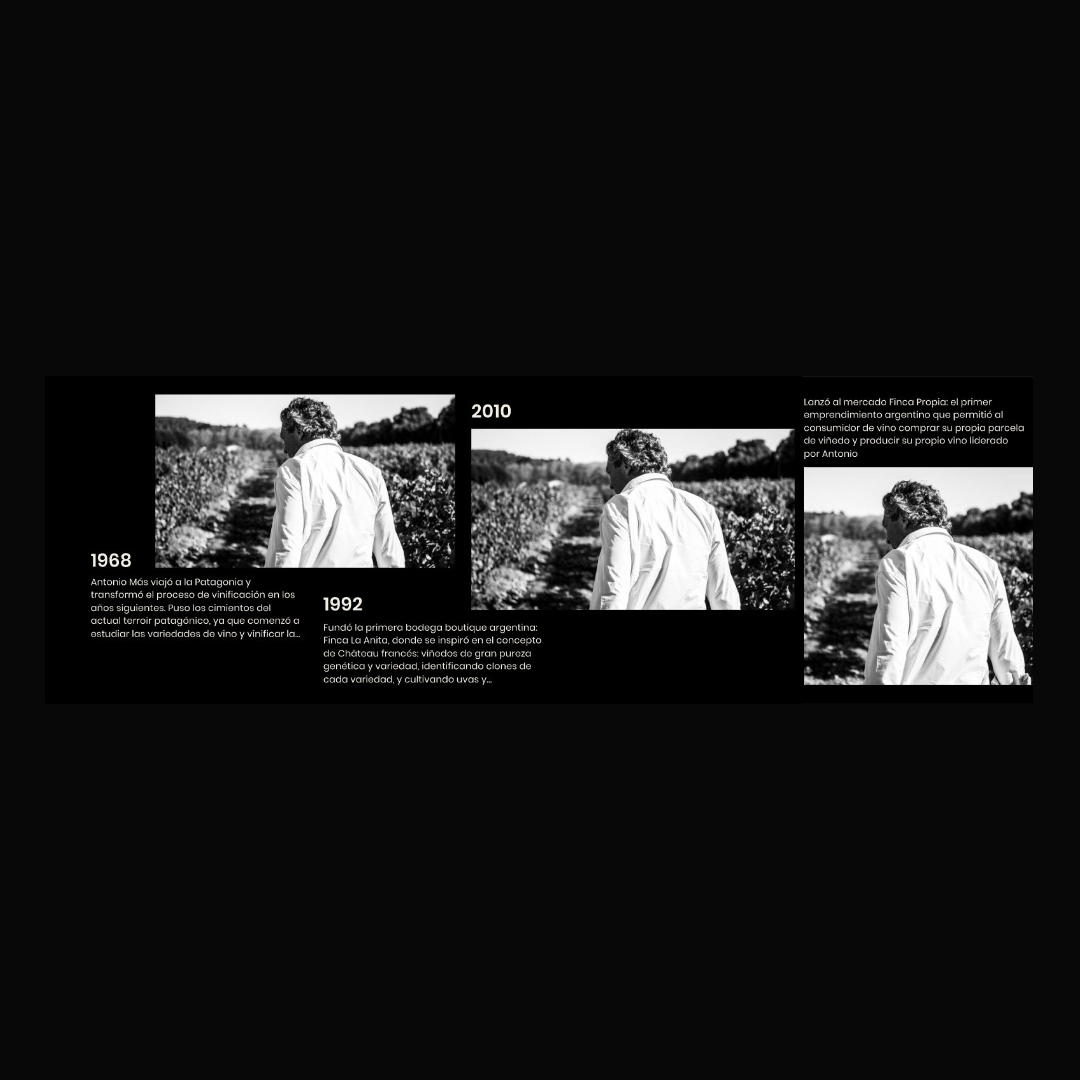 1968
Antonio Más viajó a la Patagonia y
transformó el proceso de vinificación en los
años siguientes. Puso los cimientos del
actual terroir patagónico, ya que comenzó a
estudiar las variedades de vino y vinificar la...
1992
Fundó la primera bodega boutique argentina:
Finca La Anita, donde se inspiró en el concepto
de Château francés: viñedos de gran pureza
genética y variedad, identificando clones de
cada variedad, y cultivando uvas y...
2010
Lanzó al mercado Finca Propia: el primer
emprendimiento argentino que permitió al
consumidor de vino comprar su propia parcela
de viñedo y producir su propio vino liderado
por Antonio